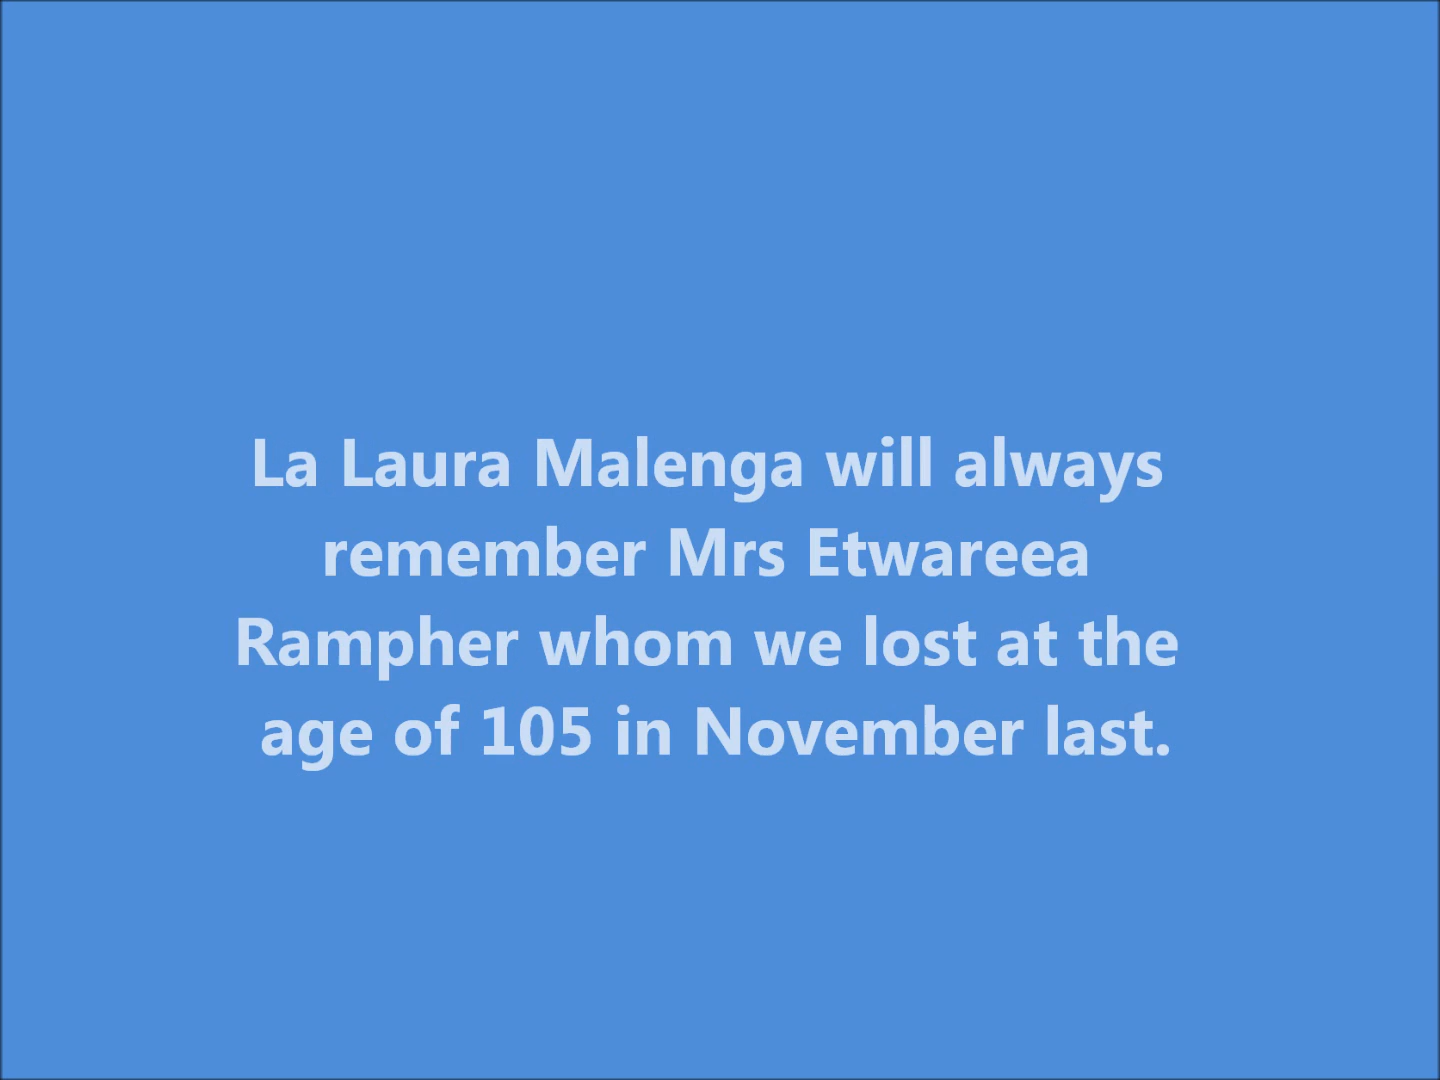 La Laura Malenga will always
remember Mrs Etwareea
Rampher whom we lost at the
age of 105 in November last.